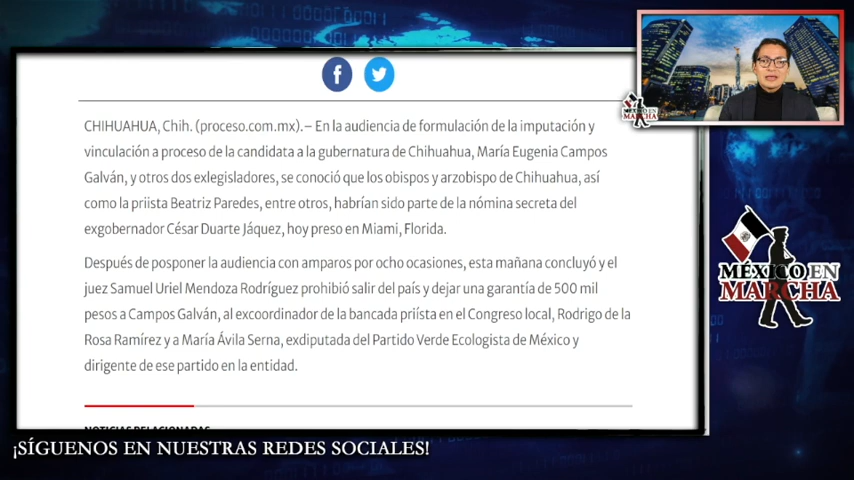 CHIHUAHUA, Chih. (proceso.com.mx).– En la audiencia de formulación de la imputación y
vinculación a proceso de la candidata a la gubernatura de Chihuahua, María Eugenia Campos
Galván, y otros dos exlegisladores, se conoció que los obispos y arzobispo de Chihuahua, así
como la priista Beatriz Paredes, entre otros, habrían sido parte de la nómina secreta del
exgobernador César Duarte Jáquez, hoy preso en Miami, Florida.
Después de posponer la audiencia con amparos por ocho ocasiones, esta mañana concluyó y el
juez Samuel Uriel Mendoza Rodríguez prohibió salir del país y dejar una garantía de 500 mil
pesos a Campos Galván, al excoordinador de la bancada priísta en el Congreso local, Rodrigo de la
Rosa Ramírez y a María Ávila Serna, exdiputada del Partido Verde Ecologista de México y
dirigente de ese partido en la entidad.
NOTICIAS RELACIONADAS
¡SÍGUENOS EN NUESTRAS REDES SOCIALES!
MÉXICO EN
MARCHA
MÉXICO EN
MARCHA